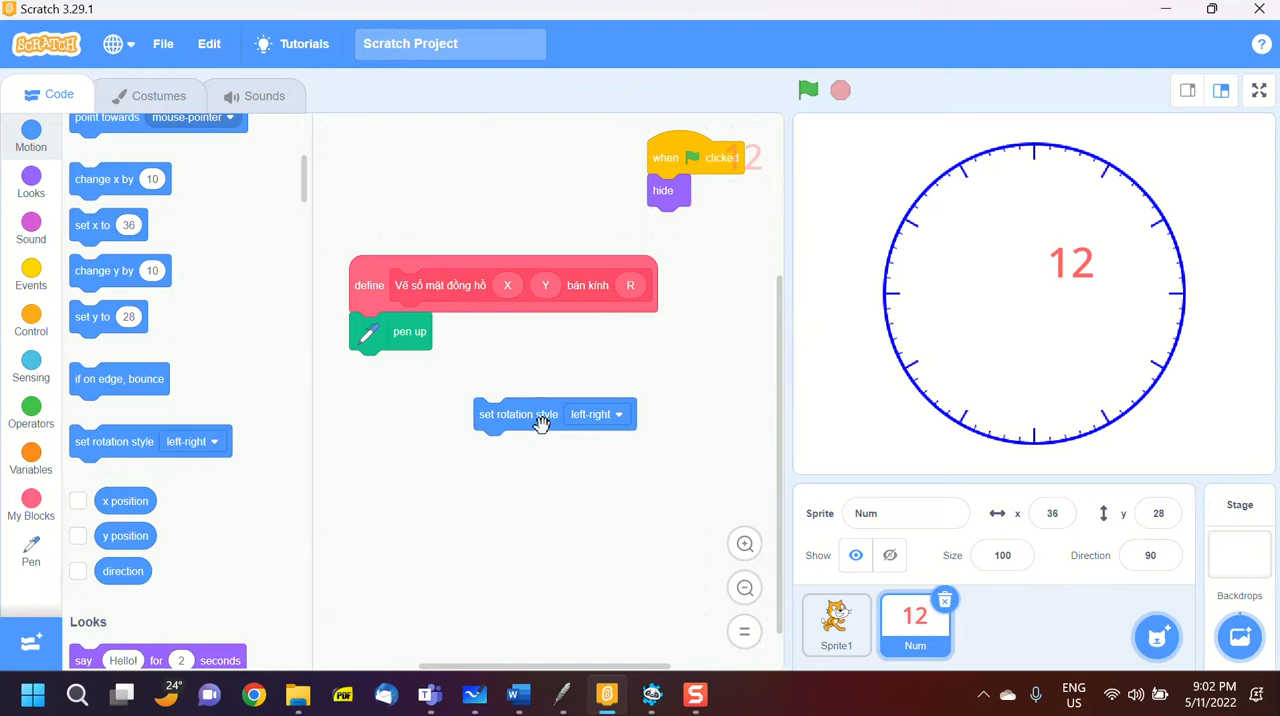 Scratch 3.29.1
SCRATCH
File
Edit
Tutorials
Scratch Project
?
Code
Costumes
Sounds
Motion
Looks
Sound
Events
Control
Sensing
Operators
Variables
My Blocks
Pen
point towards mouse-pointer
change x by 10
set x to 36
change y by 10
set y to 28
if on edge, bounce
set rotation style left-right
x position
y position
direction
Looks
say Hello! for 2 seconds
when clicked
hide
12
define Vẽ số mặt đồng hồ X Y bán kính R
pen up
set rotation style left-right
12
Sprite Num x 36 y 28
Show Size 100 Direction 90
Sprite1
12
Num
Stage
Backdrops
24°
PDF
ENG
US
9:02 PM
5/11/2022